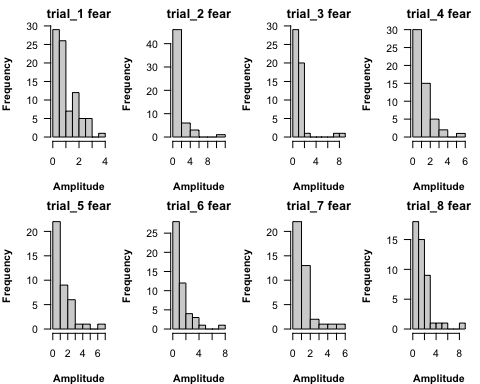 trial_1 fear
Frequency
30
25
20
15
10
5
0
0 2 4
Amplitude
trial_2 fear
Frequency
40
30
20
10
0
0 4 8
Amplitude
trial_3 fear
Frequency
30
25
20
15
10
5
0
0 2 4 6 8
Amplitude
trial_4 fear
Frequency
30
25
20
15
10
5
0
0 2 4 6
Amplitude
trial_5 fear
Frequency
20
15
10
5
0
0 2 4 6
Amplitude
trial_6 fear
Frequency
25
20
15
10
5
0
0 4 8
Amplitude
trial_7 fear
Frequency
20
15
10
5
0
0 2 4 6
Amplitude
trial_8 fear
Frequency
15
10
5
0
0 4 8
Amplitude